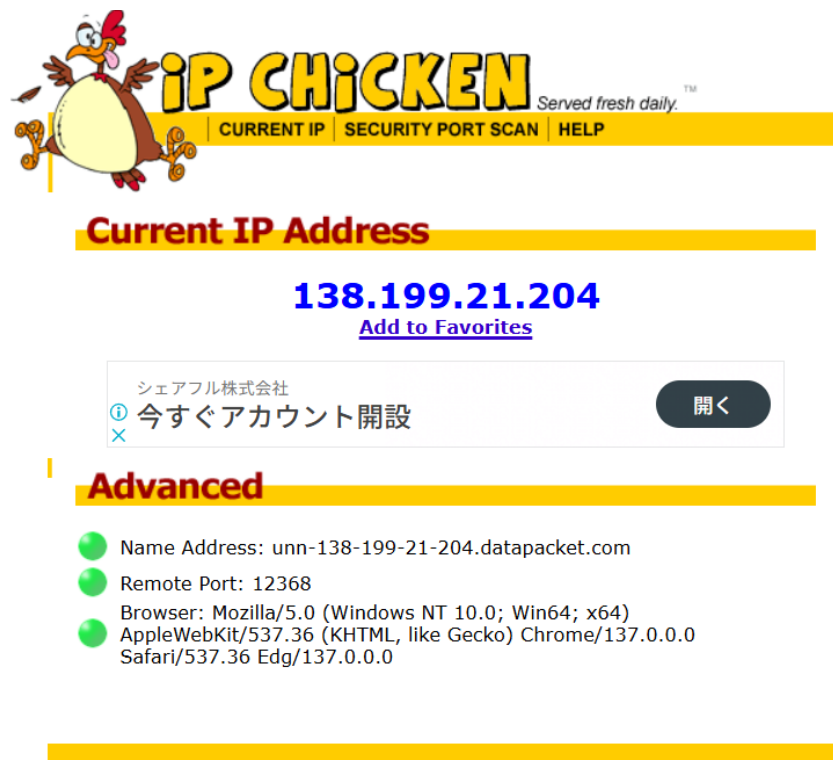 iP CHiCKEN Served fresh daily. ™
CURRENT IP | SECURITY PORT SCAN | HELP
Current IP Address
138.199.21.204
Add to Favorites
シェアフル株式会社
今すぐアカウント開設
開く
Advanced
Name Address: unn-138-199-21-204.datapacket.com
Remote Port: 12368
Browser: Mozilla/5.0 (Windows NT 10.0; Win64; x64)
AppleWebKit/537.36 (KHTML, like Gecko) Chrome/137.0.0.0
Safari/537.36 Edg/137.0.0.0